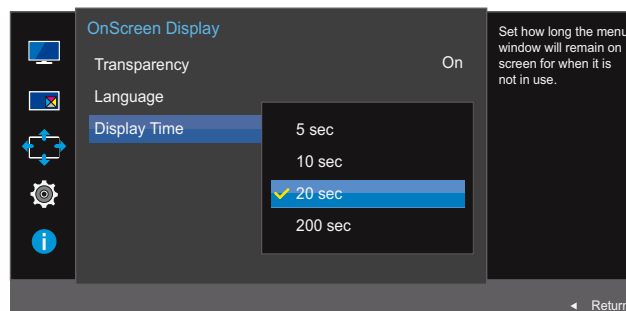 OnScreen Display
Transparency On
Language
Display Time
5 sec
10 sec
20 sec
200 sec
Set how long the menu
window will remain on
screen for when it is
not in use.
Return